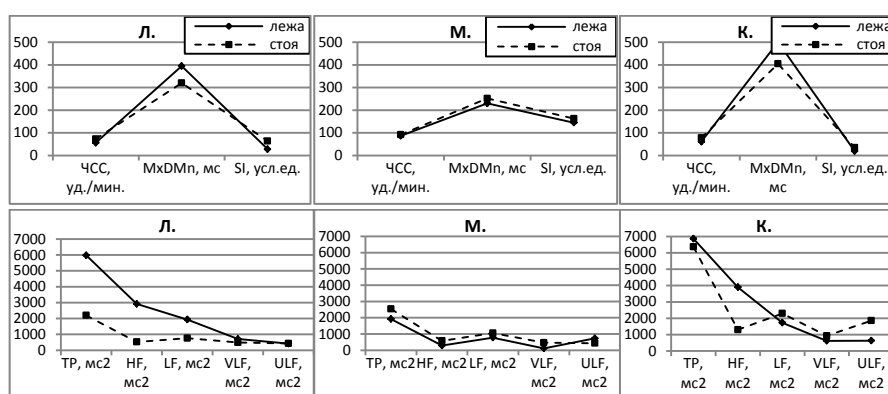 Л.
лежа
стоя
500
400
300
200
100
0
ЧСС, MxDMn, мс SI, усл.ед.
уд./мин.
М.
лежа
стоя
500
400
300
200
100
0
ЧСС, MxDMn, мс SI, усл.ед.
уд./мин.
К.
лежа
стоя
500
400
300
200
100
0
ЧСС, MxDMn, SI, усл.ед.
уд./мин. мс
Л.
7000
6000
5000
4000
3000
2000
1000
0
TP, мс2 HF, LF, мс2 VLF, ULF,
мс2 мс2 мс2
М.
7000
6000
5000
4000
3000
2000
1000
0
TP, мс2 HF, мс2 LF, мс2 VLF, ULF,
мс2 мс2
К.
7000
6000
5000
4000
3000
2000
1000
0
TP, HF, LF, VLF, ULF,
мс2 мс2 мс2 мс2 мс2